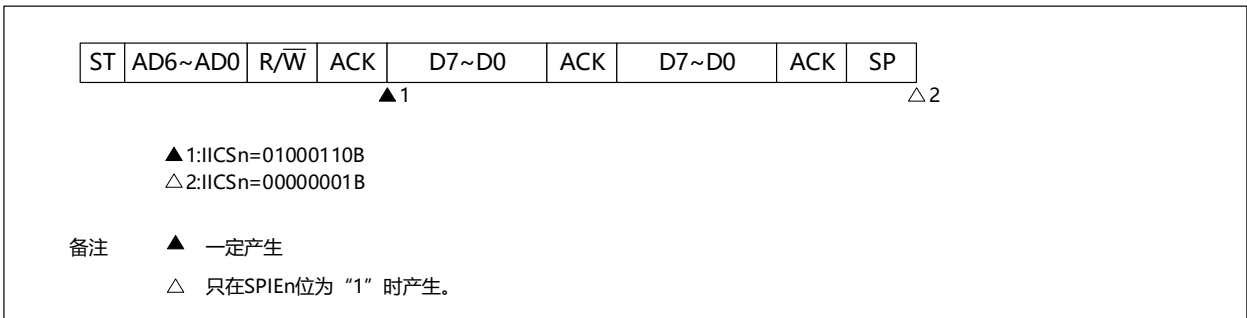 ST AD6~AD0 R/W̅ ACK D7~D0 ACK D7~D0 ACK SP
▲1 △2
▲1:IICSn=01000110B
△2:IICSn=00000001B
备注 ▲ 一定产生
△ 只在SPIEn位为“1”时产生。